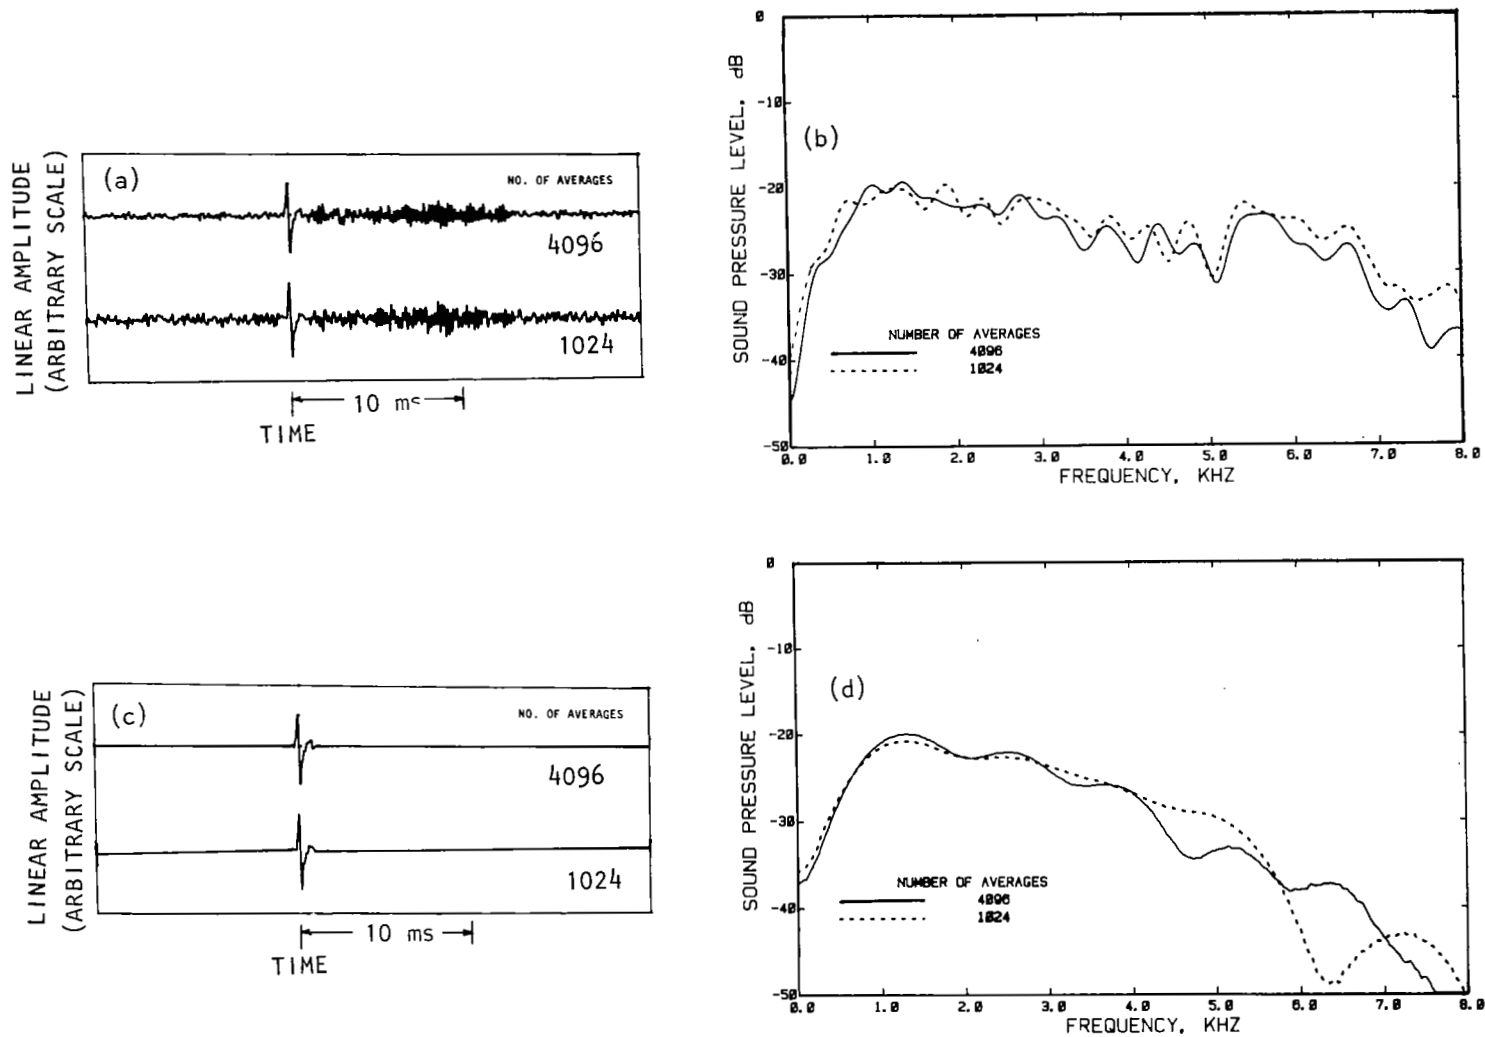 LINEAR AMPLITUDE
(ARBITRARY SCALE)
(a)
NO. OF AVERAGES
4096
1024
10 ms
TIME
SOUND PRESSURE LEVEL, dB
0
-10
-20
-30
-40
-50
(b)
NUMBER OF AVERAGES
4096
1024
0.0 1.0 2.0 3.0 4.0 5.0 6.0 7.0 8.0
FREQUENCY, KHZ
LINEAR AMPLITUDE
(ARBITRARY SCALE)
(c)
NO. OF AVERAGES
4096
1024
10 ms
TIME
SOUND PRESSURE LEVEL, dB
0
-10
-20
-30
-40
-50
(d)
NUMBER OF AVERAGES
4096
1024
0.0 1.0 2.0 3.0 4.0 5.0 6.0 7.0 8.0
FREQUENCY, KHZ